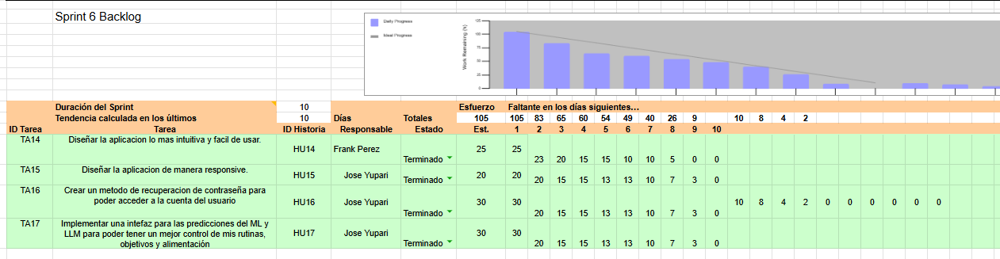 Sprint 6 Backlog
Daily Progress
Ideal Progress
Work Remaining (h)
125
100
75
50
25
0
Duración del Sprint 10 Esfuerzo Faltante en los días siguientes…
Tendencia calculada en los últimos 10 Días Totales 105 105 83 65 60 54 49 40 26 9 10 8 4 2
ID Tarea Tarea ID Historia Responsable Estado Est. 1 2 3 4 5 6 7 8 9 10
TA14 Diseñar la aplicacion lo mas intuitiva y facil de usar. HU14 Frank Perez Terminado 25 25 23 20 15 15 10 10 5 0 0
TA15 Diseñar la aplicacion de manera responsive. HU15 Jose Yupari Terminado 20 20 20 15 15 13 13 10 7 3 0
TA16 Crear un metodo de recuperacion de contraseña para
poder acceder a la cuenta del usuario HU16 Jose Yupari Terminado 30 30 20 15 15 13 13 10 7 3 0 10 8 4 2 0 0 0 0 0 0
TA17 Implementar una intefaz para las predicciones del ML y
LLM para poder tener un mejor control de mis rutinas,
objetivos y alimentación HU17 Jose Yupari Terminado 30 30 20 15 15 13 13 10 7 3 0